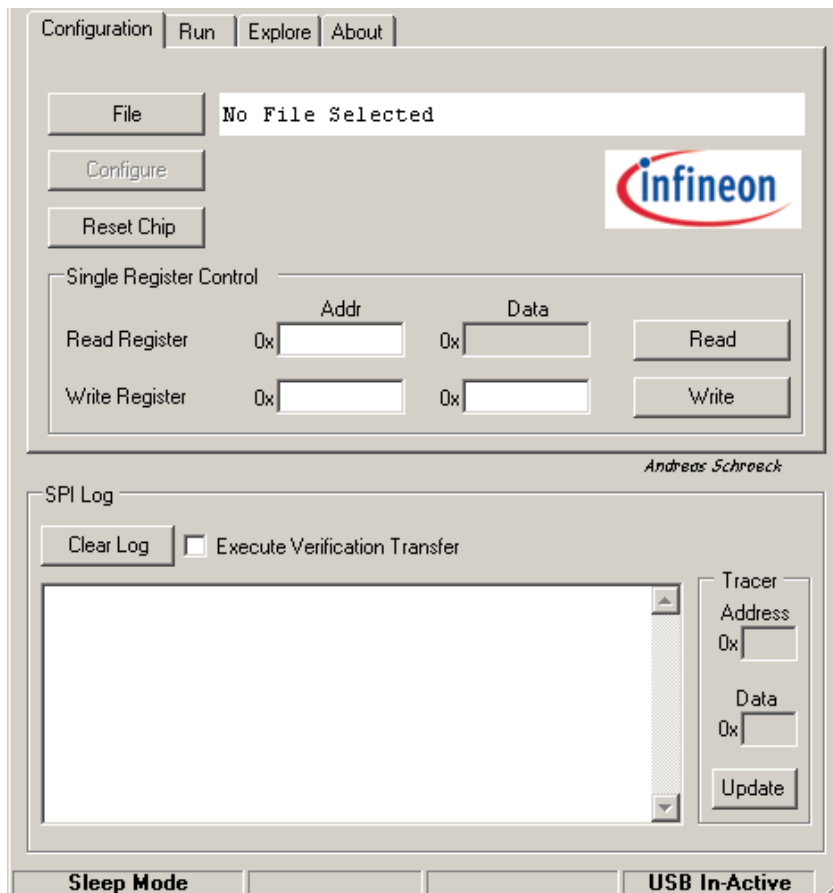 Configuration Run Explore About
File No File Selected
Configure
infineon
Reset Chip
Single Register Control
Addr Data
Read Register 0x 0x Read
Write Register 0x 0x Write
Andreas Schroeck
SPI Log
Clear Log Execute Verification Transfer
Tracer
Address
0x
Data
0x
Update
Sleep Mode USB In-Active